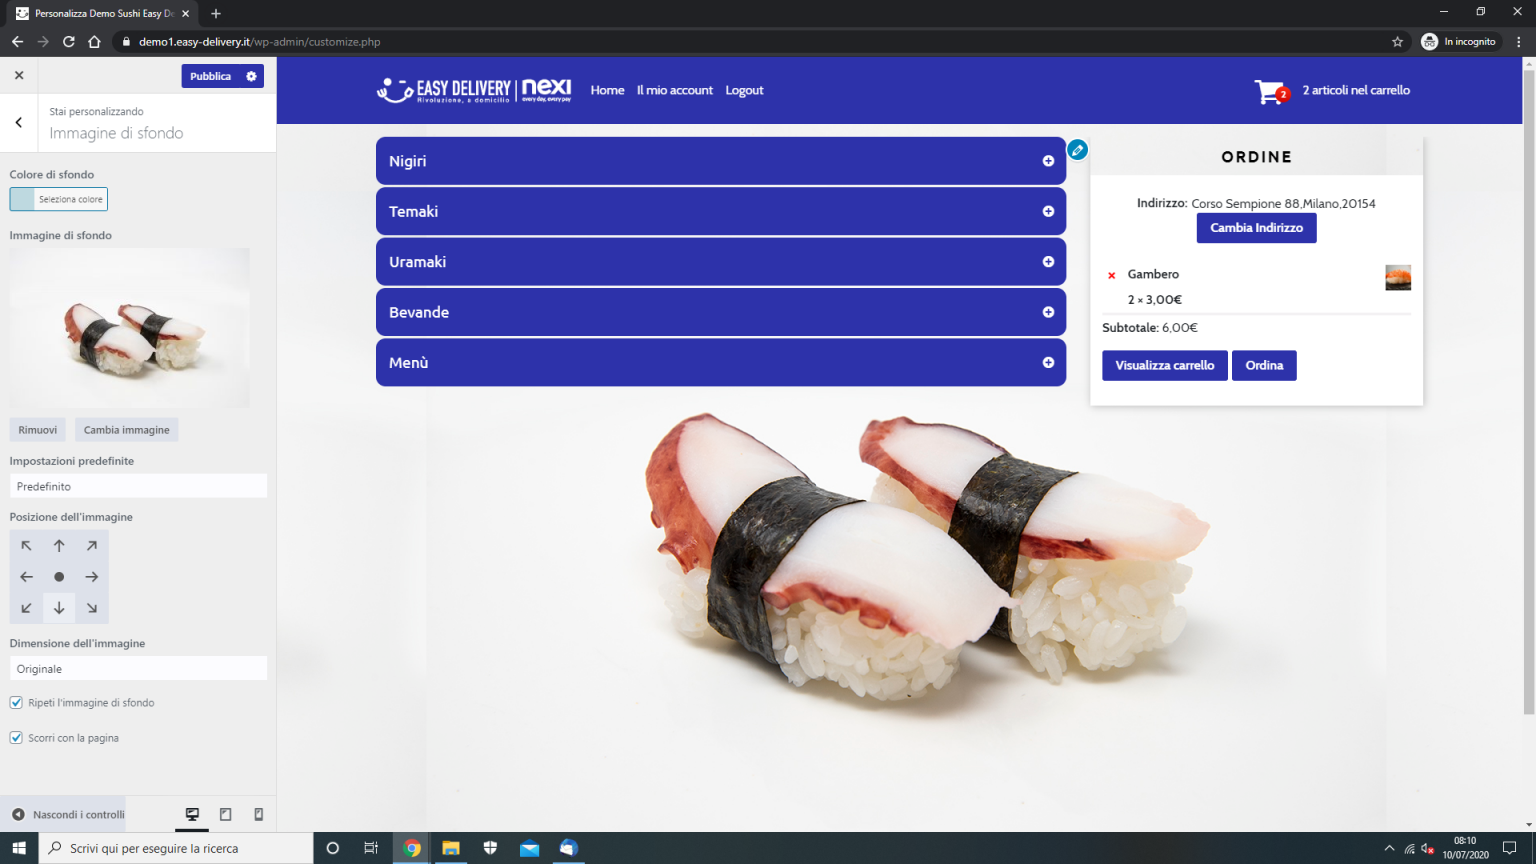 Personalizza Demo Sushi Easy De
demo1.easy-delivery.it/wp-admin/customize.php
In incognito
Pubblica
Stai personalizzando
Immagine di sfondo
Colore di sfondo
Seleziona colore
Immagine di sfondo
Rimuovi
Cambia immagine
Impostazioni predefinite
Predefinito
Posizione dell'immagine
Dimensione dell'immagine
Originale
Ripeti l'immagine di sfondo
Scorri con la pagina
Nascondi i controlli
EASY DELIVERY
Rivoluziona, a domicilio
nexi
every day, every pay
Home
Il mio account
Logout
2
2 articoli nel carrello
Nigiri
Temaki
Uramaki
Bevande
Menù
ORDINE
Indirizzo: Corso Sempione 88,Milano,20154
Cambia Indirizzo
Gambero
2 × 3,00€
Subtotale: 6,00€
Visualizza carrello
Ordina
Scrivi qui per eseguire la ricerca
08:10
10/07/2020